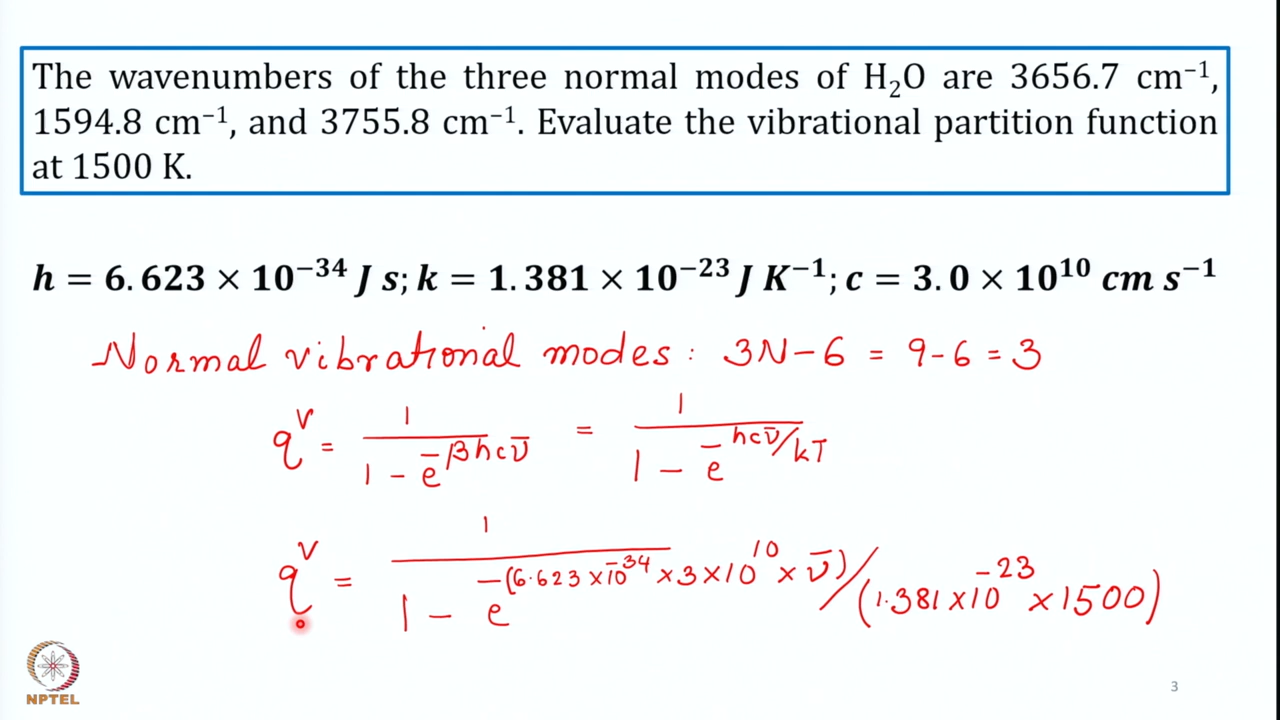 The wavenumbers of the three normal modes of H₂O are 3656.7 cm⁻¹,
1594.8 cm⁻¹, and 3755.8 cm⁻¹. Evaluate the vibrational partition function
at 1500 K.
h = 6.623 × 10⁻³⁴ J s; k = 1.381 × 10⁻²³ J K⁻¹; c = 3.0 × 10¹⁰ cm s⁻¹
Normal vibrational modes : 3N − 6 = 9 − 6 = 3
q^V = 1 / (1 − e^(−βhcν̄)) = 1 / (1 − e^(−hcν̄/kT))
q^V = 1 / (1 − e^(−(6.623 × 10⁻³⁴ × 3 × 10¹⁰ × ν̄)/(1.381 × 10⁻²³ × 1500)))
NPTEL
3